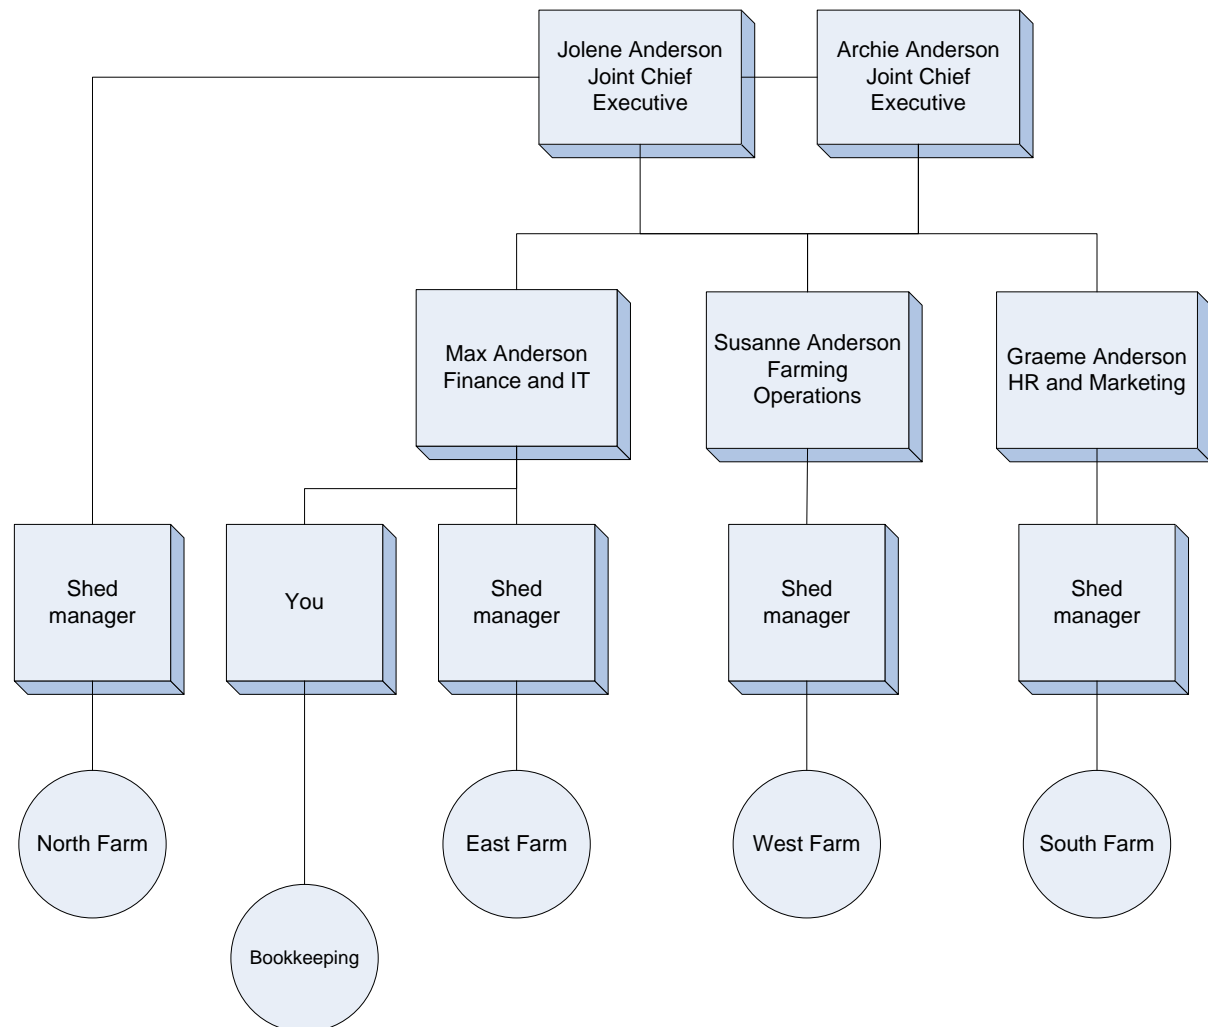 Jolene Anderson
Joint Chief
Executive
Archie Anderson
Joint Chief
Executive
Max Anderson
Finance and IT
Susanne Anderson
Farming
Operations
Graeme Anderson
HR and Marketing
Shed
manager
You
Shed
manager
Shed
manager
Shed
manager
North Farm
East Farm
West Farm
South Farm
Bookkeeping